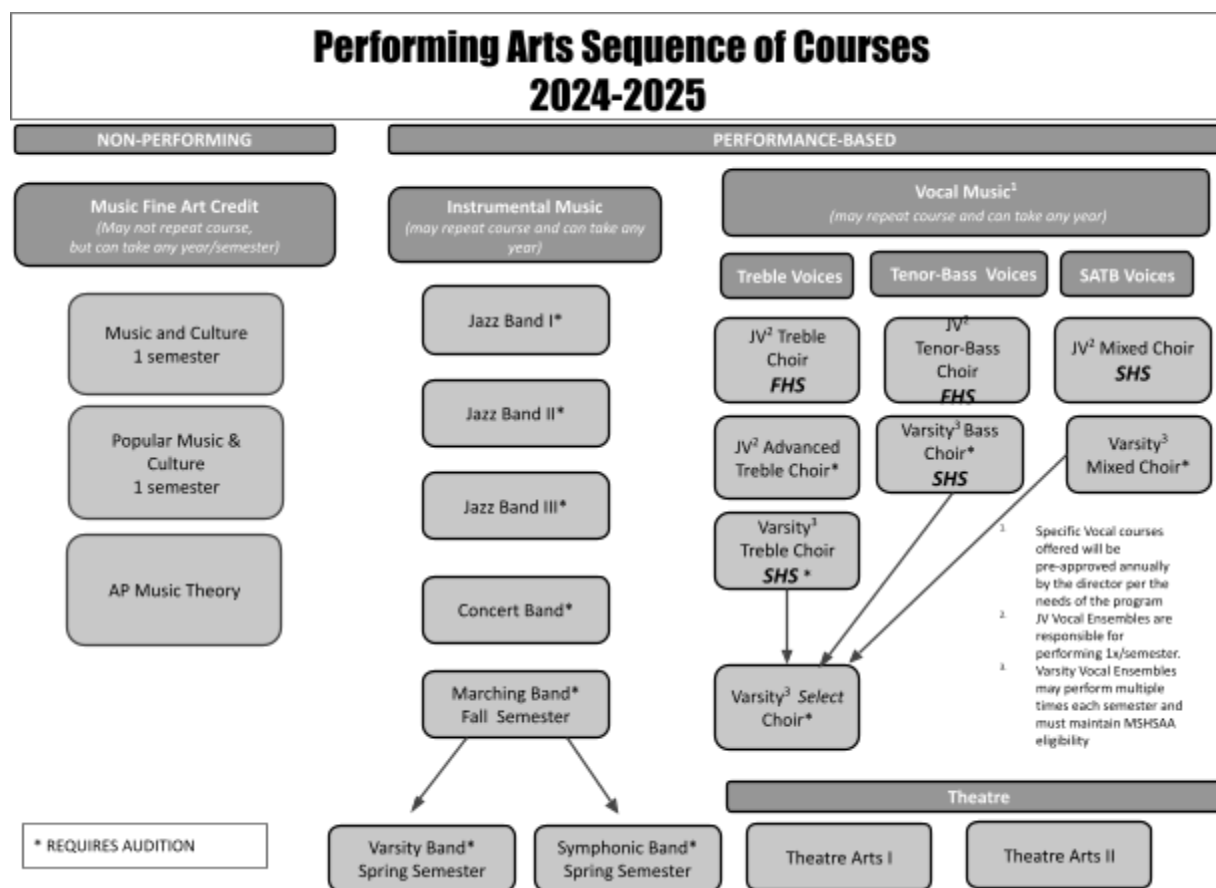 Performing Arts Sequence of Courses
2024-2025
NON-PERFORMING
PERFORMANCE-BASED
Music Fine Art Credit
(May not repeat course,
but can take any year/semester)
Music and Culture
1 semester
Popular Music &
Culture
1 semester
AP Music Theory
Instrumental Music
(may repeat course and can take any
year)
Jazz Band I*
Jazz Band II*
Jazz Band III*
Concert Band*
Marching Band*
Fall Semester
Varsity Band*
Spring Semester
Symphonic Band*
Spring Semester
Vocal Music¹
(may repeat course and can take any year)
Treble Voices
JV² Treble
Choir
FHS
JV² Advanced
Treble Choir*
Varsity³
Treble Choir
SHS *
Varsity³ Select
Choir*
Tenor-Bass Voices
JV²
Tenor-Bass
Choir
FHS
Varsity³ Bass
Choir*
SHS
SATB Voices
JV² Mixed Choir
SHS
Varsity³
Mixed Choir*
1. Specific Vocal courses
offered will be
pre-approved annually
by the director per the
needs of the program
2. JV Vocal Ensembles are
responsible for
performing 1x/semester.
3. Varsity Vocal Ensembles
may perform multiple
times each semester and
must maintain MSHSAA
eligibility
Theatre
Theatre Arts I
Theatre Arts II
* REQUIRES AUDITION